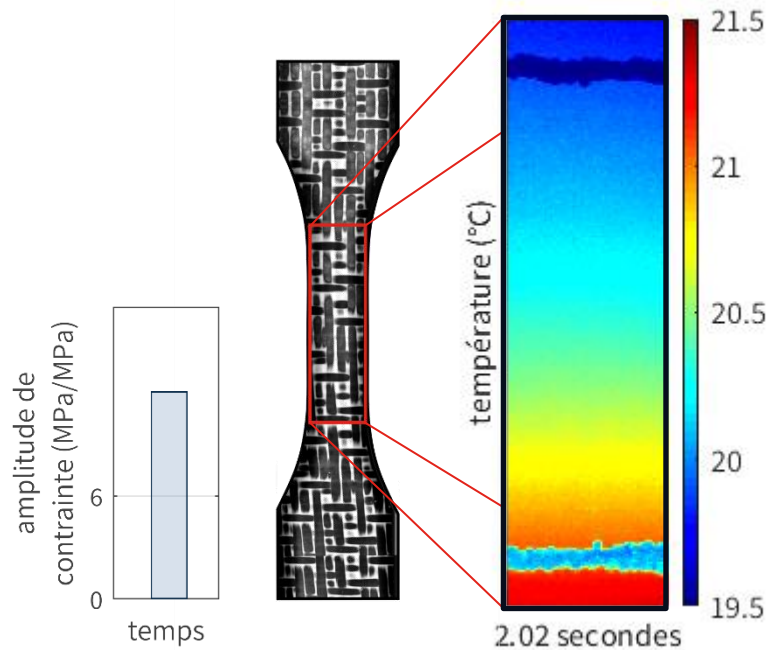 amplitude de
contrainte (MPa/MPa)
6
0
temps
température (°C)
21.5
21
20.5
20
19.5
2.02 secondes